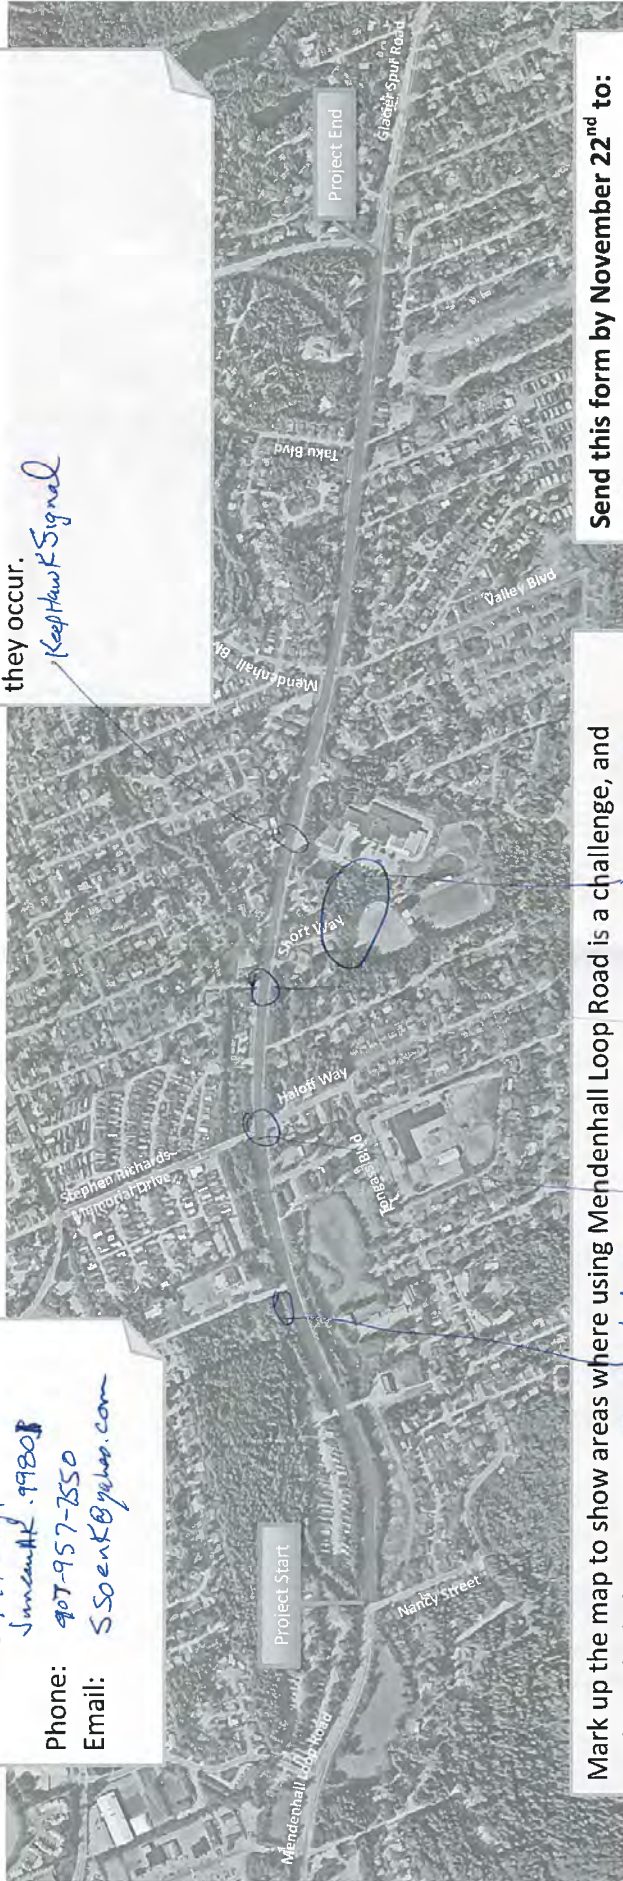 they occur.
Keep Hawk Signal
Juneau AK. 99801
Phone: 907-957-7550
Email: SSoenK@yahoo.com
Project Start
Project End
Mendenhall Loop Road
Nancy Street
Stephen Richards
Memorial Drive
Haloff Way
Tongass Blvd
Short Way
Mendenhall Bl
Valley Blvd
Taku Blvd
Glacier Spur Road
Mark up the map to show areas where using Mendenhall Loop Road is a challenge, and
Send this form by November 22nd to: